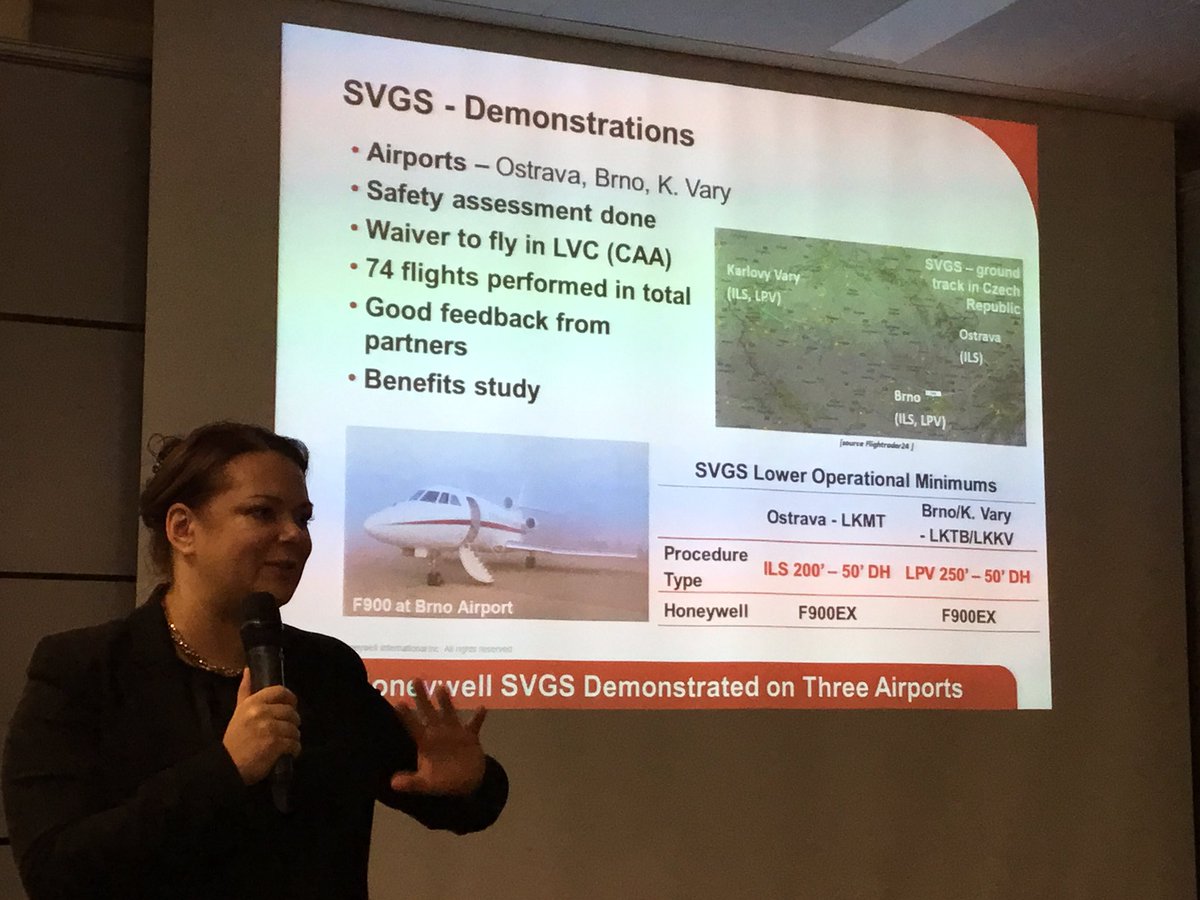 SVGS - Demonstrations
• Airports – Ostrava, Brno, K. Vary
• Safety assessment done
• Waiver to fly in LVC (CAA)
• 74 flights performed in total
• Good feedback from
partners
• Benefits study
Karlovy Vary
(ILS, LPV)
SVGS – ground
track in Czech
Republic
Ostrava
(ILS)
Brno
(ILS, LPV)
[source Flightradar24 ]
F900 at Brno Airport
SVGS Lower Operational Minimums
Ostrava - LKMT
Brno/K. Vary
- LKTB/LKKV
Procedure
Type
ILS 200’ – 50’ DH
LPV 250’ – 50’ DH
Honeywell
F900EX
F900EX
International Inc. All rights reserved
oneywell SVGS Demonstrated on Three Airports